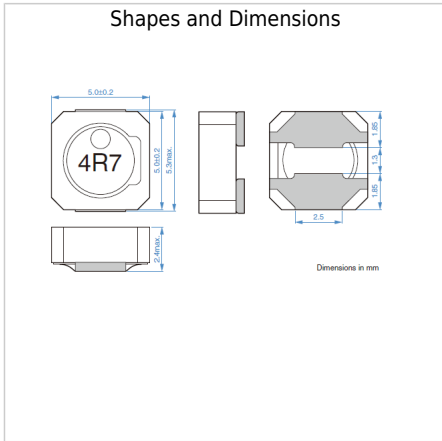 Shapes and Dimensions
5.0±0.2
4R7
5.0±0.2
5.3max.
1.85
1.3
1.85
2.5
2.4max.
Dimensions in mm